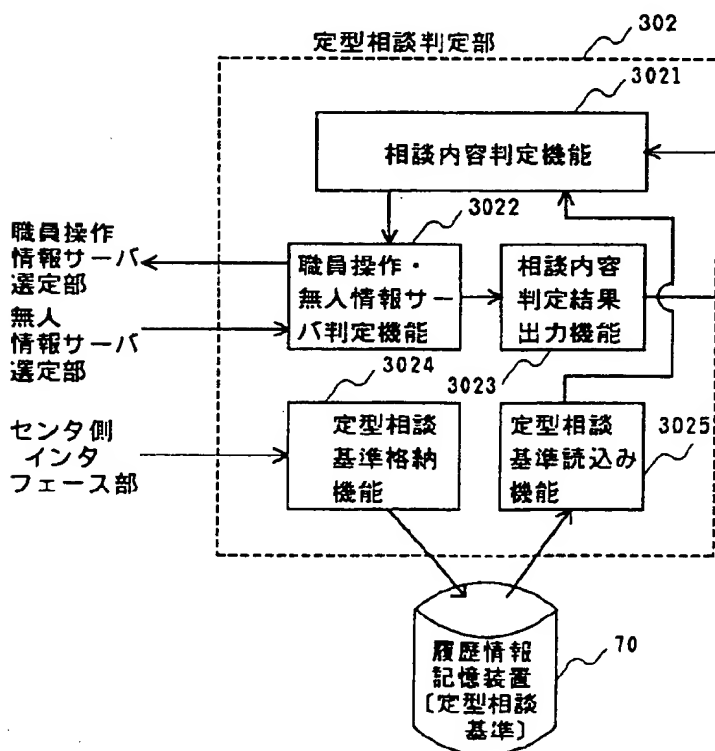 定型相談判定部
302
3021
相談内容判定機能
3022
職員操作
情報サーバ
選定部
無人
情報サーバ
選定部
職員操作・
無人情報サー
バ判定機能
相談内容
判定結果
出力機能
3023
3024
センタ側
インタ
フェース部
定型相談
基準格納
機能
定型相談
基準読込み
機能
3025
履歴情報
記憶装置
〔定型相談
基準〕
70